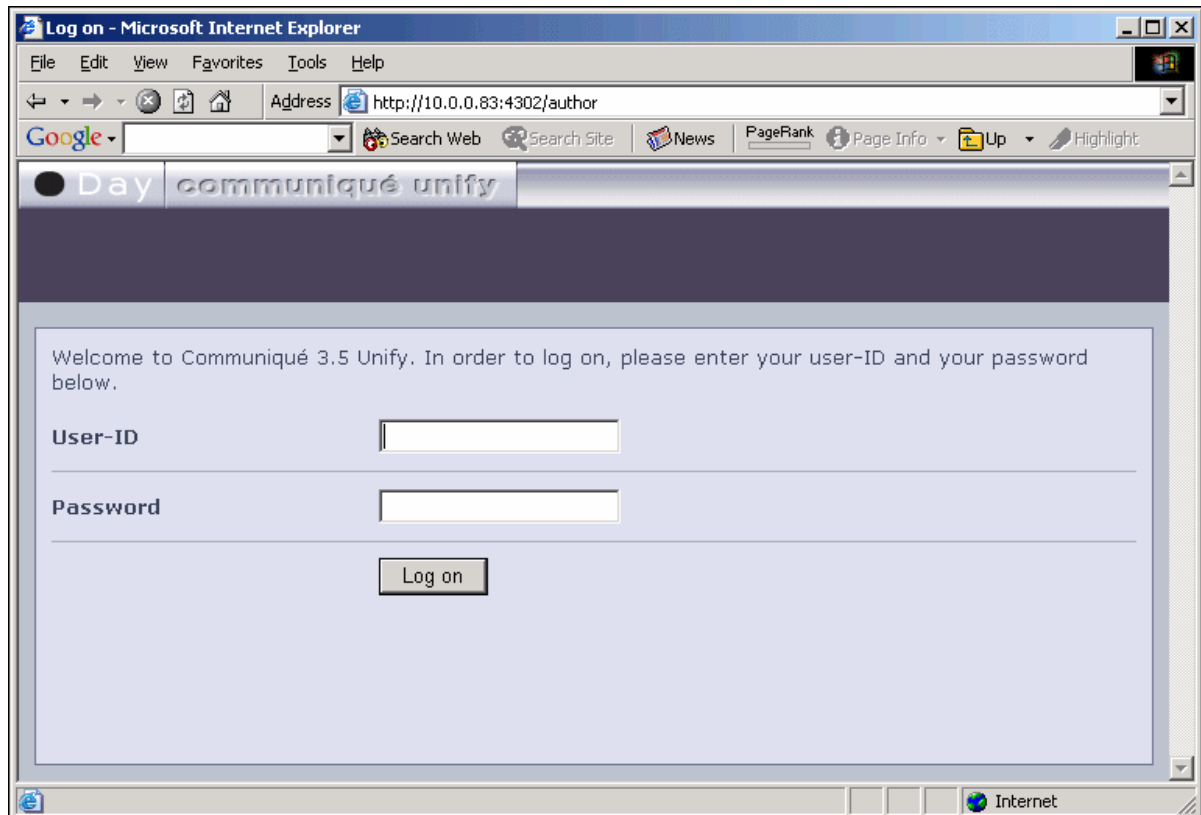 Log on - Microsoft Internet Explorer
File Edit View Favorites Tools Help
Address http://10.0.0.83:4302/author
Google Search Web Search Site News PageRank Page Info Up Highlight
Day communiqué unify
Welcome to Communiqué 3.5 Unify. In order to log on, please enter your user-ID and your password
below.
User-ID
Password
Log on
Internet